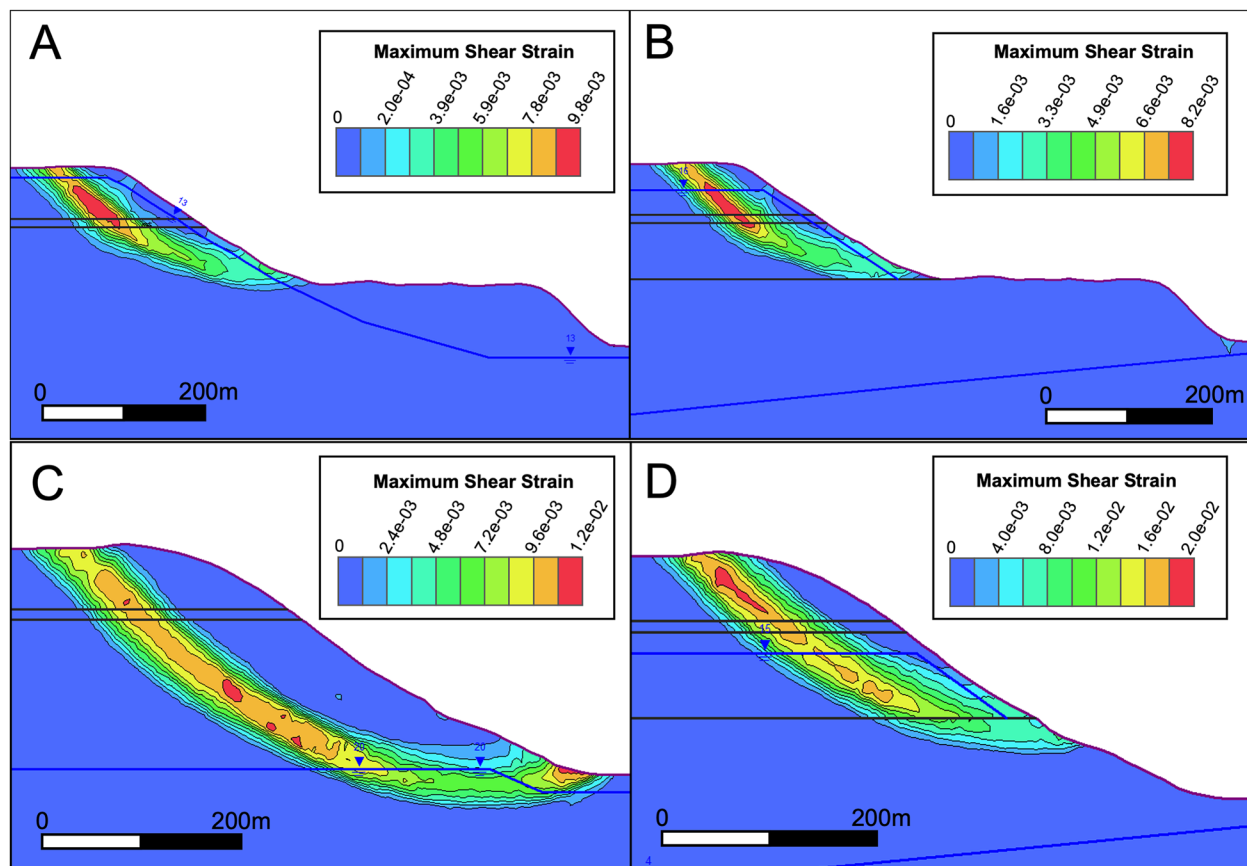 A
Maximum Shear Strain
0
2.0e-04
3.9e-03
5.9e-03
7.8e-03
9.8e-03
13
13
0
200m
B
Maximum Shear Strain
0
1.6e-03
3.3e-03
4.9e-03
6.6e-03
8.2e-03
0
200m
C
Maximum Shear Strain
0
2.4e-03
4.8e-03
7.2e-03
9.6e-03
1.2e-02
20
20
0
200m
D
Maximum Shear Strain
0
4.0e-03
8.0e-03
1.2e-02
1.6e-02
2.0e-02
15
0
200m
4